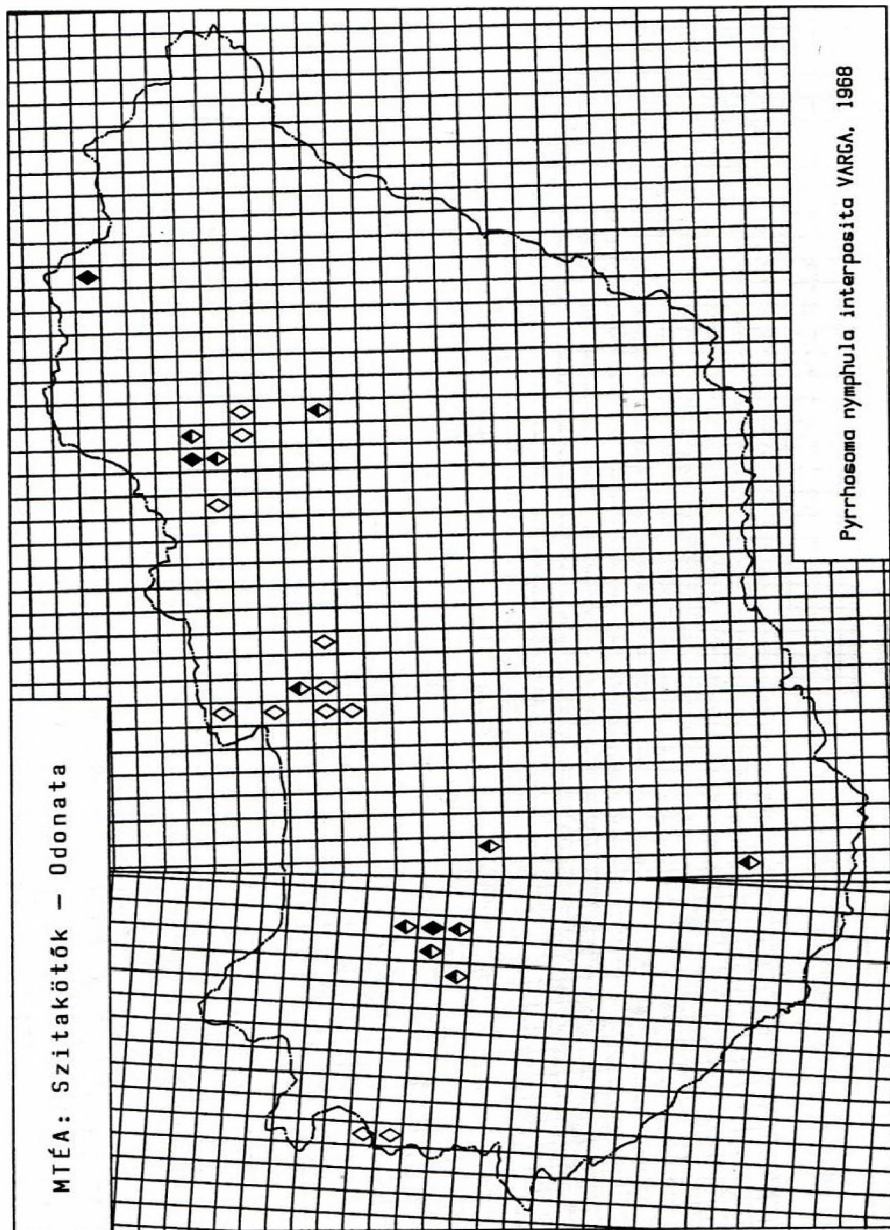 MTÉA: Szitakötők — Odonata
Pyrrhosoma nymphula interposita VARGA, 1968